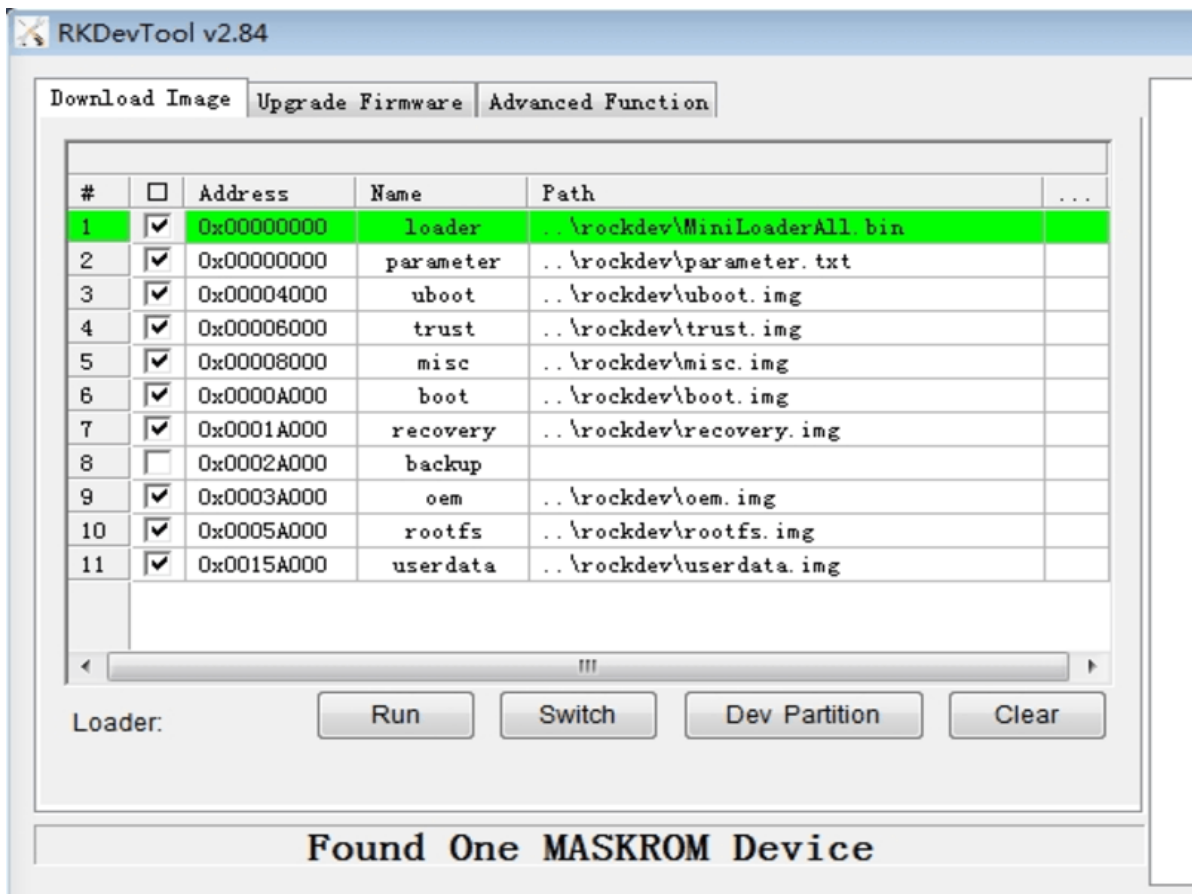 RKDevTool v2.84
Download Image Upgrade Firmware Advanced Function
# Address Name Path ...
1 0x00000000 loader ..\rockdev\MiniLoaderAll.bin
2 0x00000000 parameter ..\rockdev\parameter.txt
3 0x00004000 uboot ..\rockdev\uboot.img
4 0x00006000 trust ..\rockdev\trust.img
5 0x00008000 misc ..\rockdev\misc.img
6 0x0000A000 boot ..\rockdev\boot.img
7 0x0001A000 recovery ..\rockdev\recovery.img
8 0x0002A000 backup
9 0x0003A000 oem ..\rockdev\oem.img
10 0x0005A000 rootfs ..\rockdev\rootfs.img
11 0x0015A000 userdata ..\rockdev\userdata.img
Loader: Run Switch Dev Partition Clear
Found One MASKROM Device